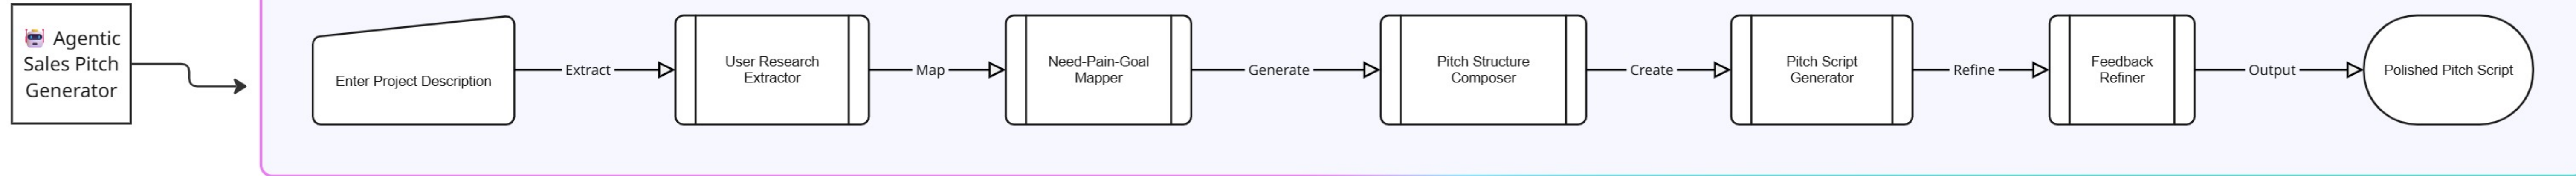 🤖 Agentic
Sales Pitch
Generator
Enter Project Description
Extract
User Research
Extractor
Map
Need-Pain-Goal
Mapper
Generate
Pitch Structure
Composer
Create
Pitch Script
Generator
Refine
Feedback
Refiner
Output
Polished Pitch Script